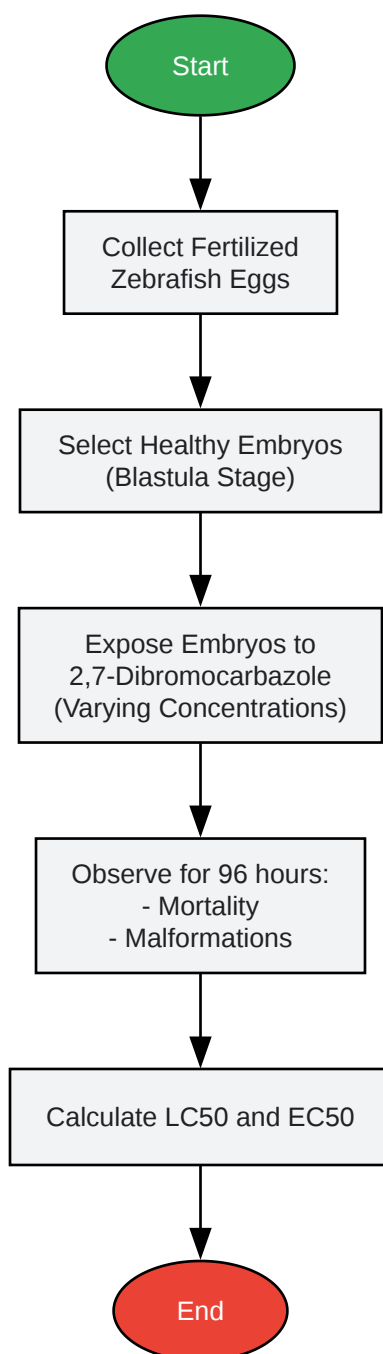 Start
Collect Fertilized
Zebrafish Eggs
Select Healthy Embryos
(Blastula Stage)
Expose Embryos to
2,7-Dibromocarbazole
(Varying Concentrations)
Observe for 96 hours:
- Mortality
- Malformations
Calculate LC50 and EC50
End